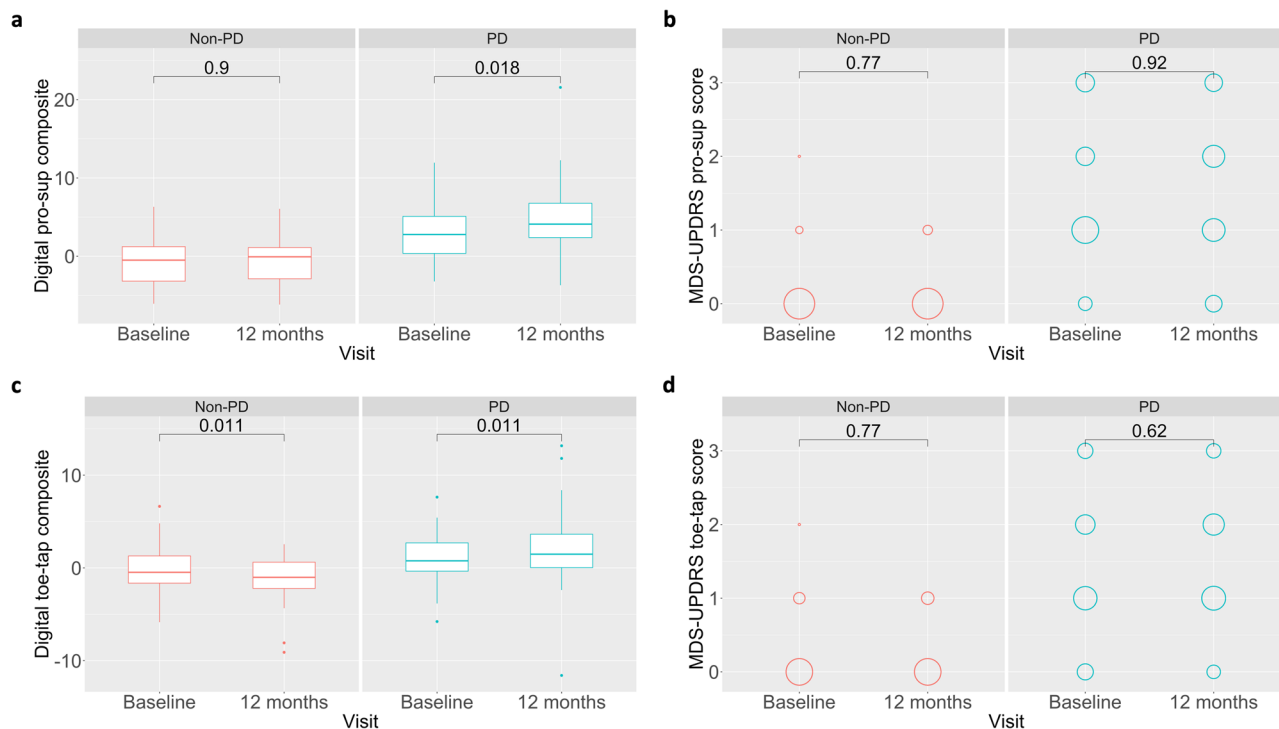 a
Non-PD
PD
0.9
0.018
Digital pro-sup composite
20
10
0
Baseline
12 months
Baseline
12 months
Visit
b
Non-PD
PD
0.77
0.92
MDS-UPDRS pro-sup score
3
2
1
0
Baseline
12 months
Baseline
12 months
Visit
c
Non-PD
PD
0.011
0.011
Digital toe-tap composite
10
0
-10
Baseline
12 months
Baseline
12 months
Visit
d
Non-PD
PD
0.77
0.62
MDS-UPDRS toe-tap score
3
2
1
0
Baseline
12 months
Baseline
12 months
Visit